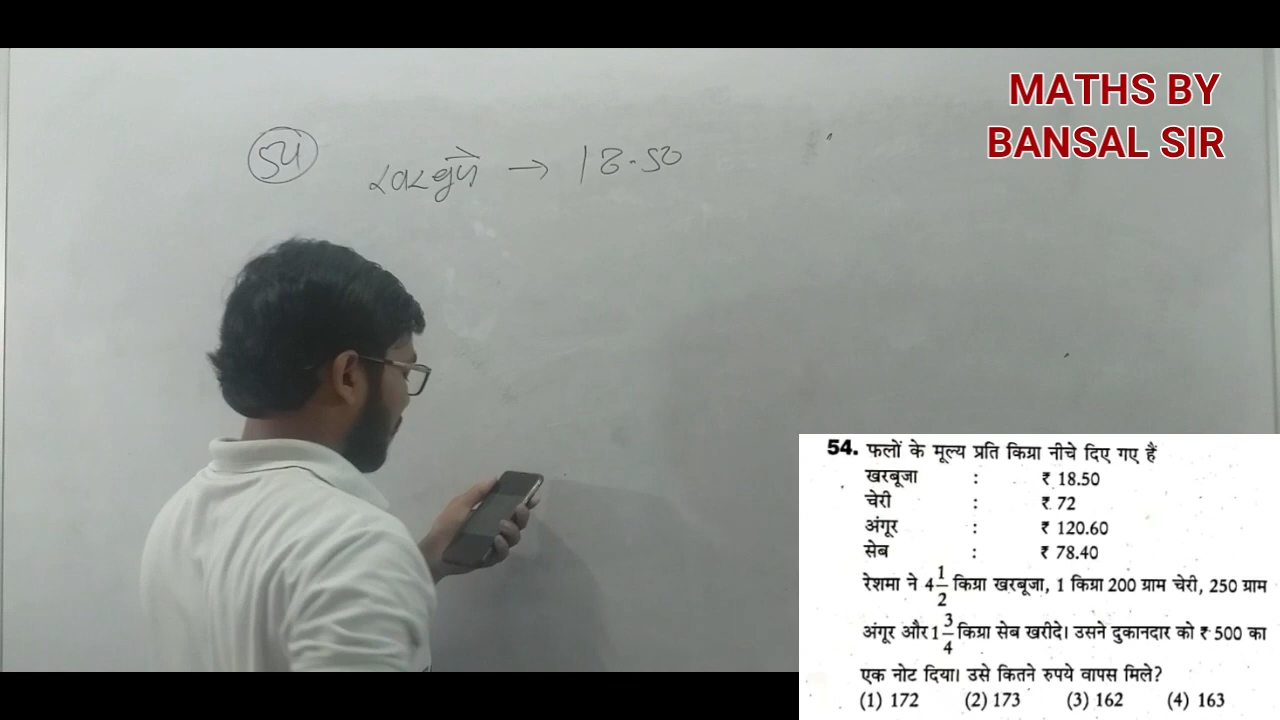 MATHS BY
BANSAL SIR
54
खरबूजे → 18.50
54. फलों के मूल्य प्रति किग्रा नीचे दिए गए हैं
खरबूजा : ₹ 18.50
चेरी : ₹ 72
अंगूर : ₹ 120.60
सेब : ₹ 78.40
रेशमा ने 4 1/2 किग्रा खरबूजा, 1 किग्रा 200 ग्राम चेरी, 250 ग्राम
अंगूर और 1 3/4 किग्रा सेब खरीदे। उसने दुकानदार को ₹ 500 का
एक नोट दिया। उसे कितने रुपये वापस मिले?
(1) 172 (2) 173 (3) 162 (4) 163